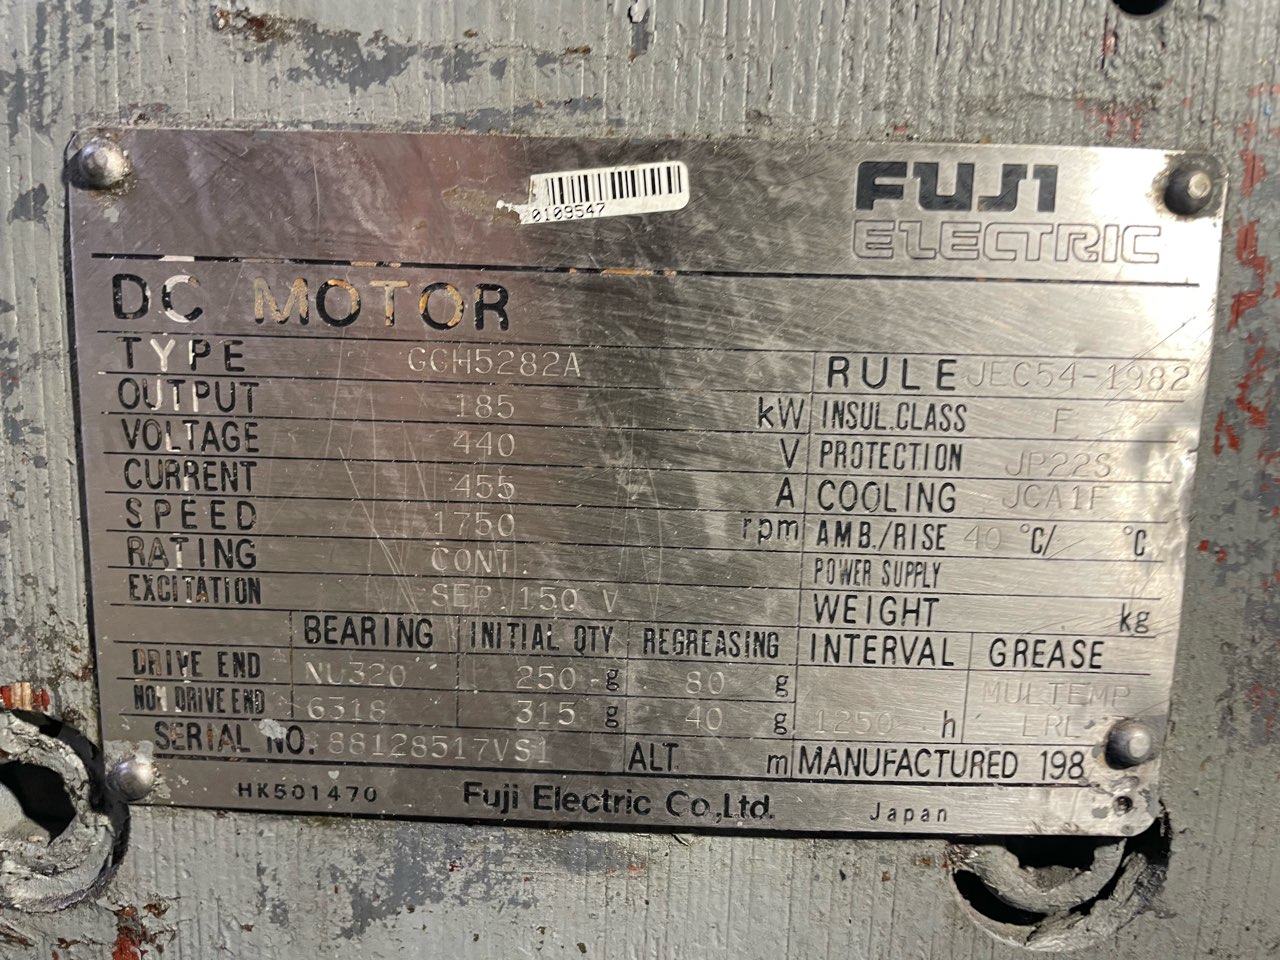 0109547
FUJI
ELECTRIC
DC MOTOR
TYPE GGH5282A
RULE JEC54-1982
OUTPUT 185 kW
INSUL.CLASS F
VOLTAGE 440 V
PROTECTION JP22S
CURRENT 455 A
COOLING JCA1F
SPEED 1750 rpm
AMB./RISE 40 °C/ °C
RATING CONT.
POWER SUPPLY
EXCITATION SEP. 150 V
WEIGHT kg
BEARING INITIAL QTY REGREASING INTERVAL GREASE
DRIVE END NU320 250 g 80 g MULTEMP
NON DRIVE END 6318 315 g 40 g 1250 h LRL
SERIAL NO. 88128517VS1 ALT. m MANUFACTURED 198
HK501470 Fuji Electric Co.,Ltd. Japan